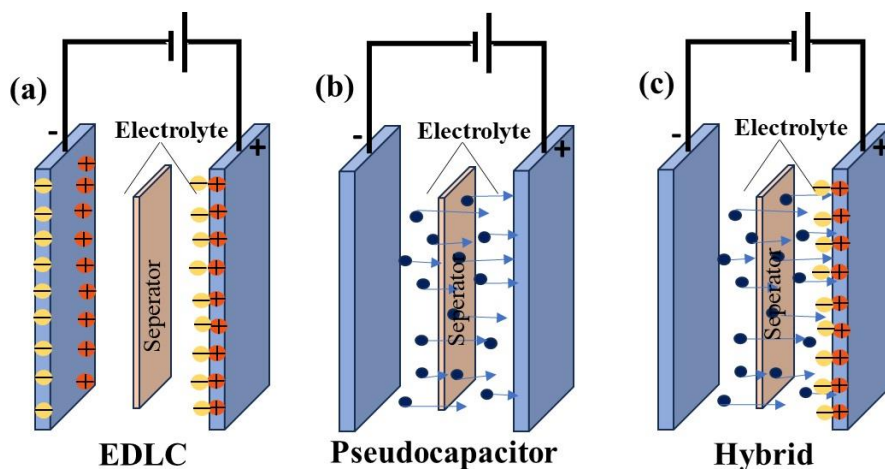 (a)
-
Electrolyte
+
Seperator
EDLC
(b)
-
Electrolyte
+
Seperator
Pseudocapacitor
(c)
-
Electrolyte
+
Seperator
Hybrid